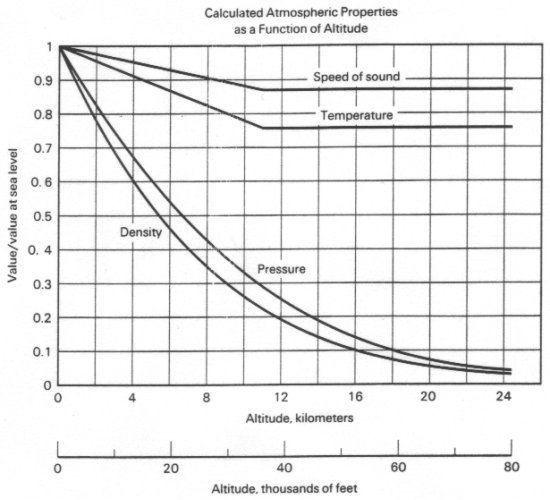 Calculated Atmospheric Properties
as a Function of Altitude
Value/value at sea level
1
0.9
0.8
0.7
0.6
0.5
0.4
0.3
0.2
0.1
0
Speed of sound
Temperature
Density
Pressure
0 4 8 12 16 20 24
Altitude, kilometers
0 20 40 60 80
Altitude, thousands of feet